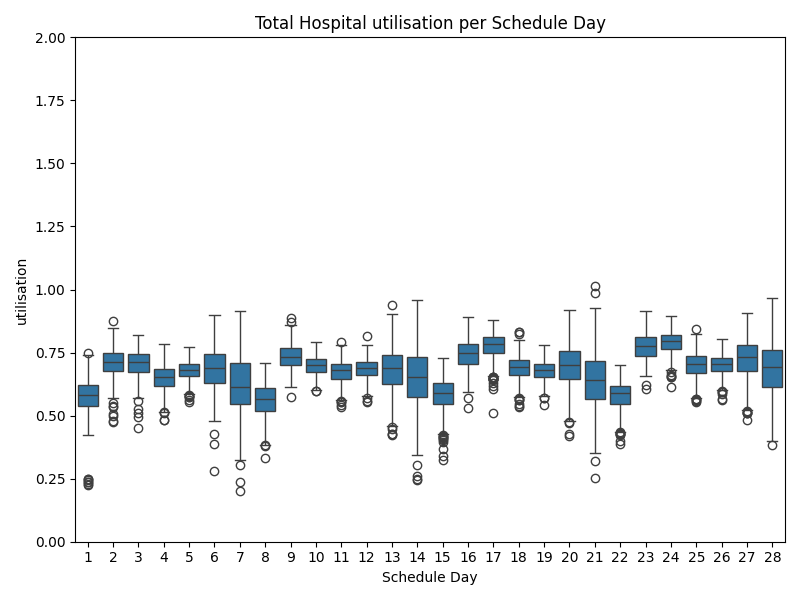 Total Hospital utilisation per Schedule Day
utilisation
2.00
1.75
1.50
1.25
1.00
0.75
0.50
0.25
0.00
1 2 3 4 5 6 7 8 9 10 11 12 13 14 15 16 17 18 19 20 21 22 23 24 25 26 27 28
Schedule Day